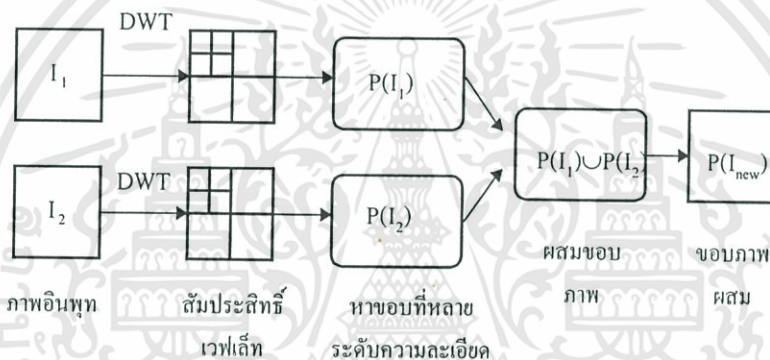 DWT
I₁
P(I₁)
P(I₁)∪P(I₂
P(I_new)
DWT
I₂
P(I₂)
ภาพอินพุท
สัมประสิทธิ์
เวฟเล็ท
หาขอบที่หลาย
ระดับความละเอียด
ผสมขอบ
ภาพ
ขอบภาพ
ผสม